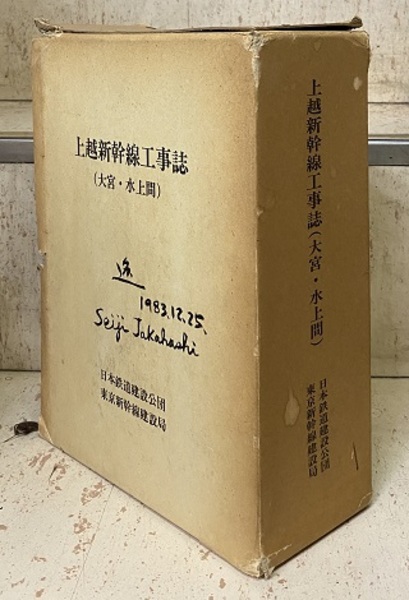 上越新幹線工事誌
(大宮・水上間)
1983.12.25.
Seiji Takahashi
日本鉄道建設公団
東京新幹線建設局
上越新幹線工事誌(大宮・水上間)
日本鉄道建設公団
東京新幹線建設局